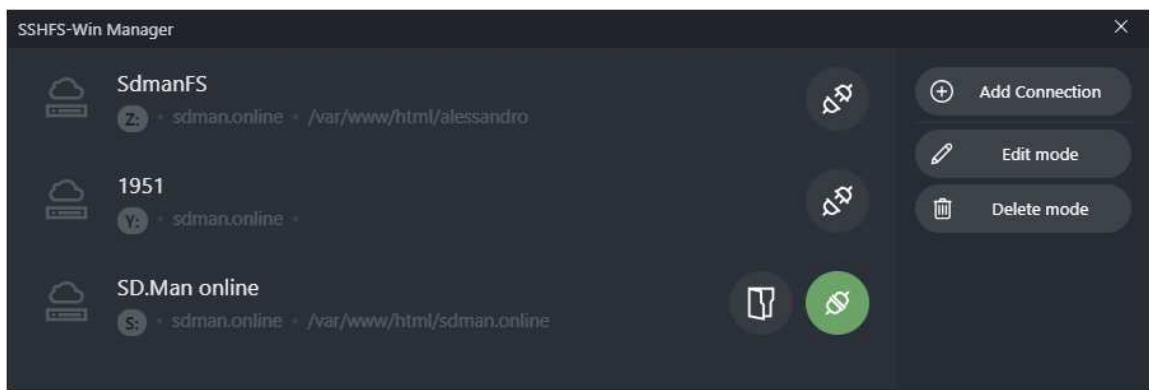 SSHFS-Win Manager
SdmanFS
Z: • sdman.online • /var/www/html/alessandro
1951
Y: • sdman.online •
SD.Man online
S: • sdman.online • /var/www/html/sdman.online
Add Connection
Edit mode
Delete mode